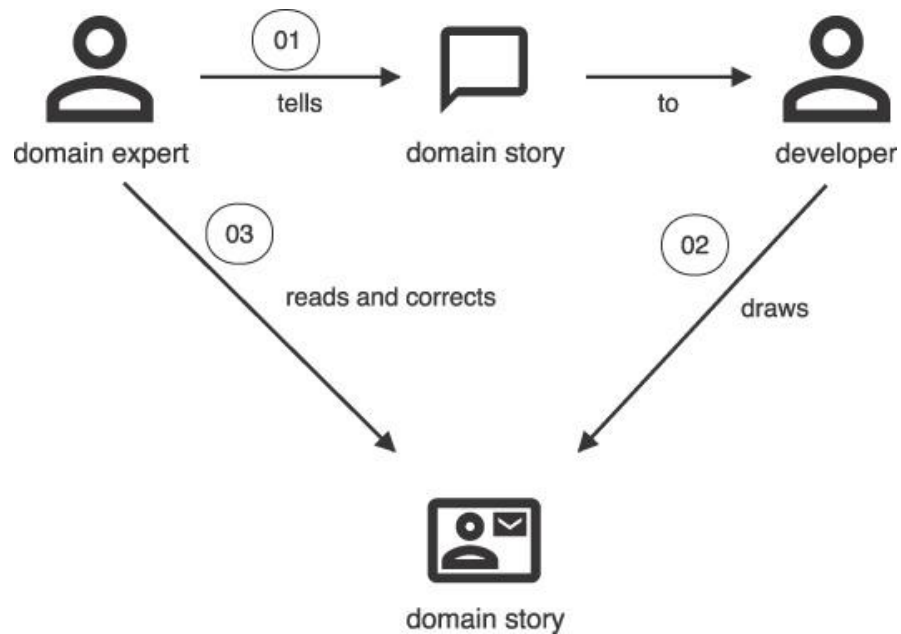 01
tells
to
domain expert
domain story
developer
03
02
reads and corrects
draws
domain story